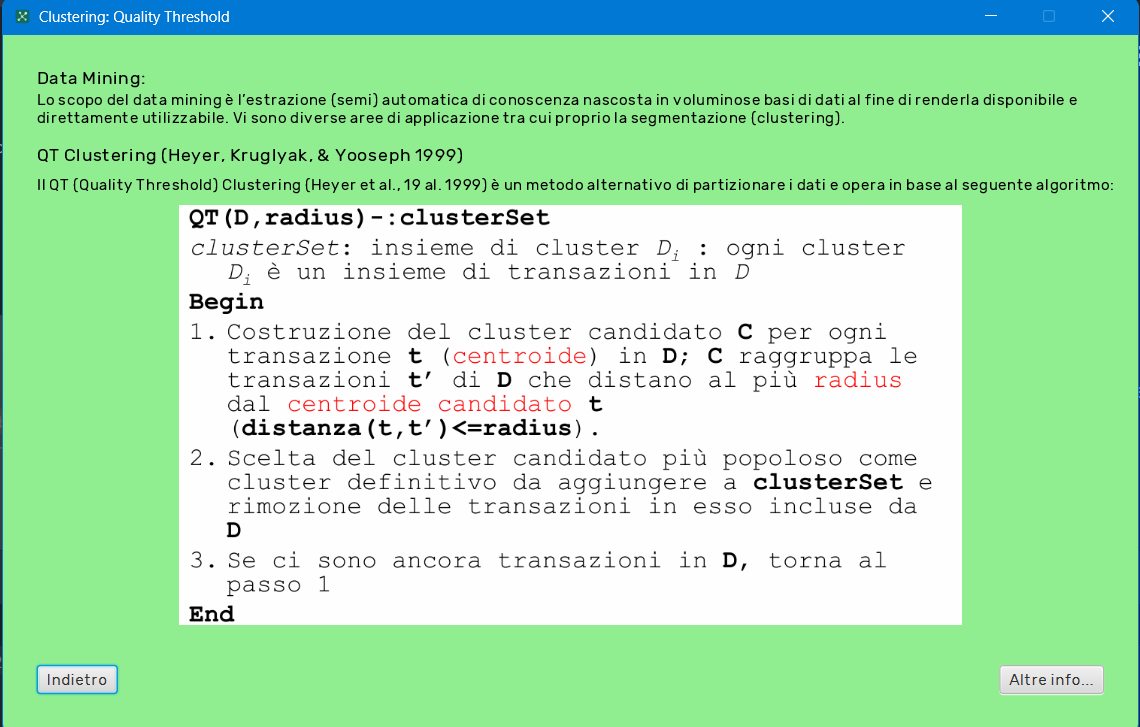 Clustering: Quality Threshold
Data Mining:
Lo scopo del data mining è l'estrazione (semi) automatica di conoscenza nascosta in voluminose basi di dati al fine di renderla disponibile e
direttamente utilizzabile. Vi sono diverse aree di applicazione tra cui proprio la segmentazione (clustering).
QT Clustering (Heyer, Kruglyak, & Yooseph 1999)
Il QT (Quality Threshold) Clustering (Heyer et al., 19 al. 1999) è un metodo alternativo di partizionare i dati e opera in base al seguente algoritmo:
QT(D,radius)-:clusterSet
clusterSet: insieme di cluster Di : ogni cluster
Di è un insieme di transazioni in D
Begin
1. Costruzione del cluster candidato C per ogni
transazione t (centroide) in D; C raggruppa le
transazioni t' di D che distano al più radius
dal centroide candidato t
(distanza(t,t')<=radius).
2. Scelta del cluster candidato più popoloso come
cluster definitivo da aggiungere a clusterSet e
rimozione delle transazioni in esso incluse da
D
3. Se ci sono ancora transazioni in D, torna al
passo 1
End
Indietro
Altre info...